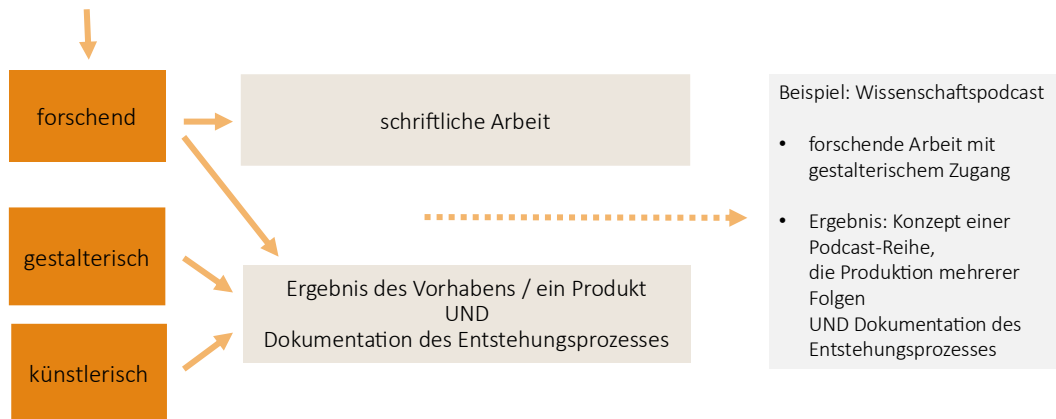 forschend
schriftliche Arbeit
gestalterisch
künstlerisch
Ergebnis des Vorhabens / ein Produkt
UND
Dokumentation des Entstehungsprozesses
Beispiel: Wissenschaftspodcast
• forschende Arbeit mit
gestalterischem Zugang
• Ergebnis: Konzept einer
Podcast-Reihe,
die Produktion mehrerer
Folgen
UND Dokumentation des
Entstehungsprozesses